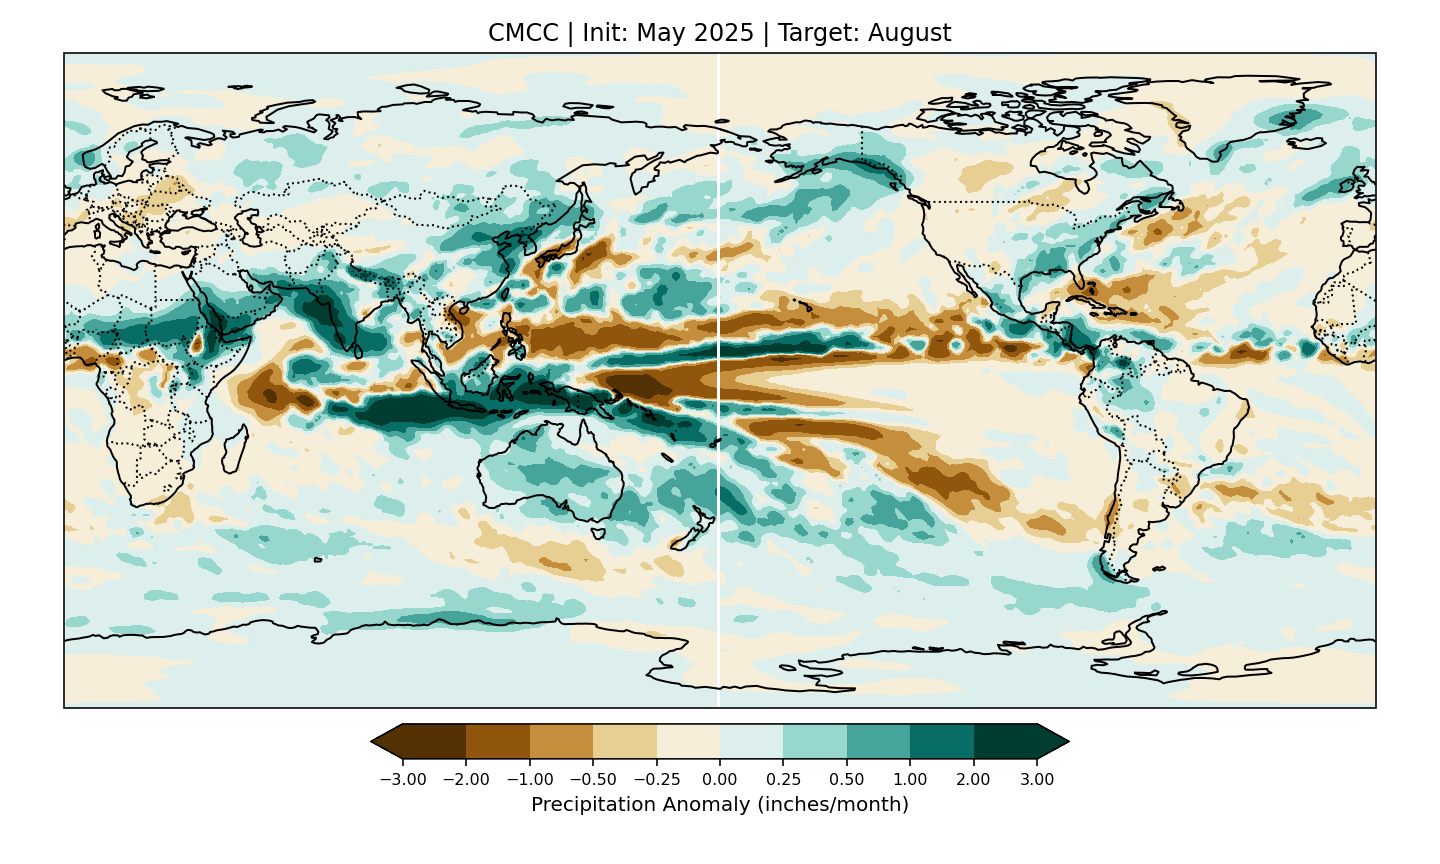 CMCC | Init: May 2025 | Target: August
−3.00 −2.00 −1.00 −0.50 −0.25 0.00 0.25 0.50 1.00 2.00 3.00
Precipitation Anomaly (inches/month)